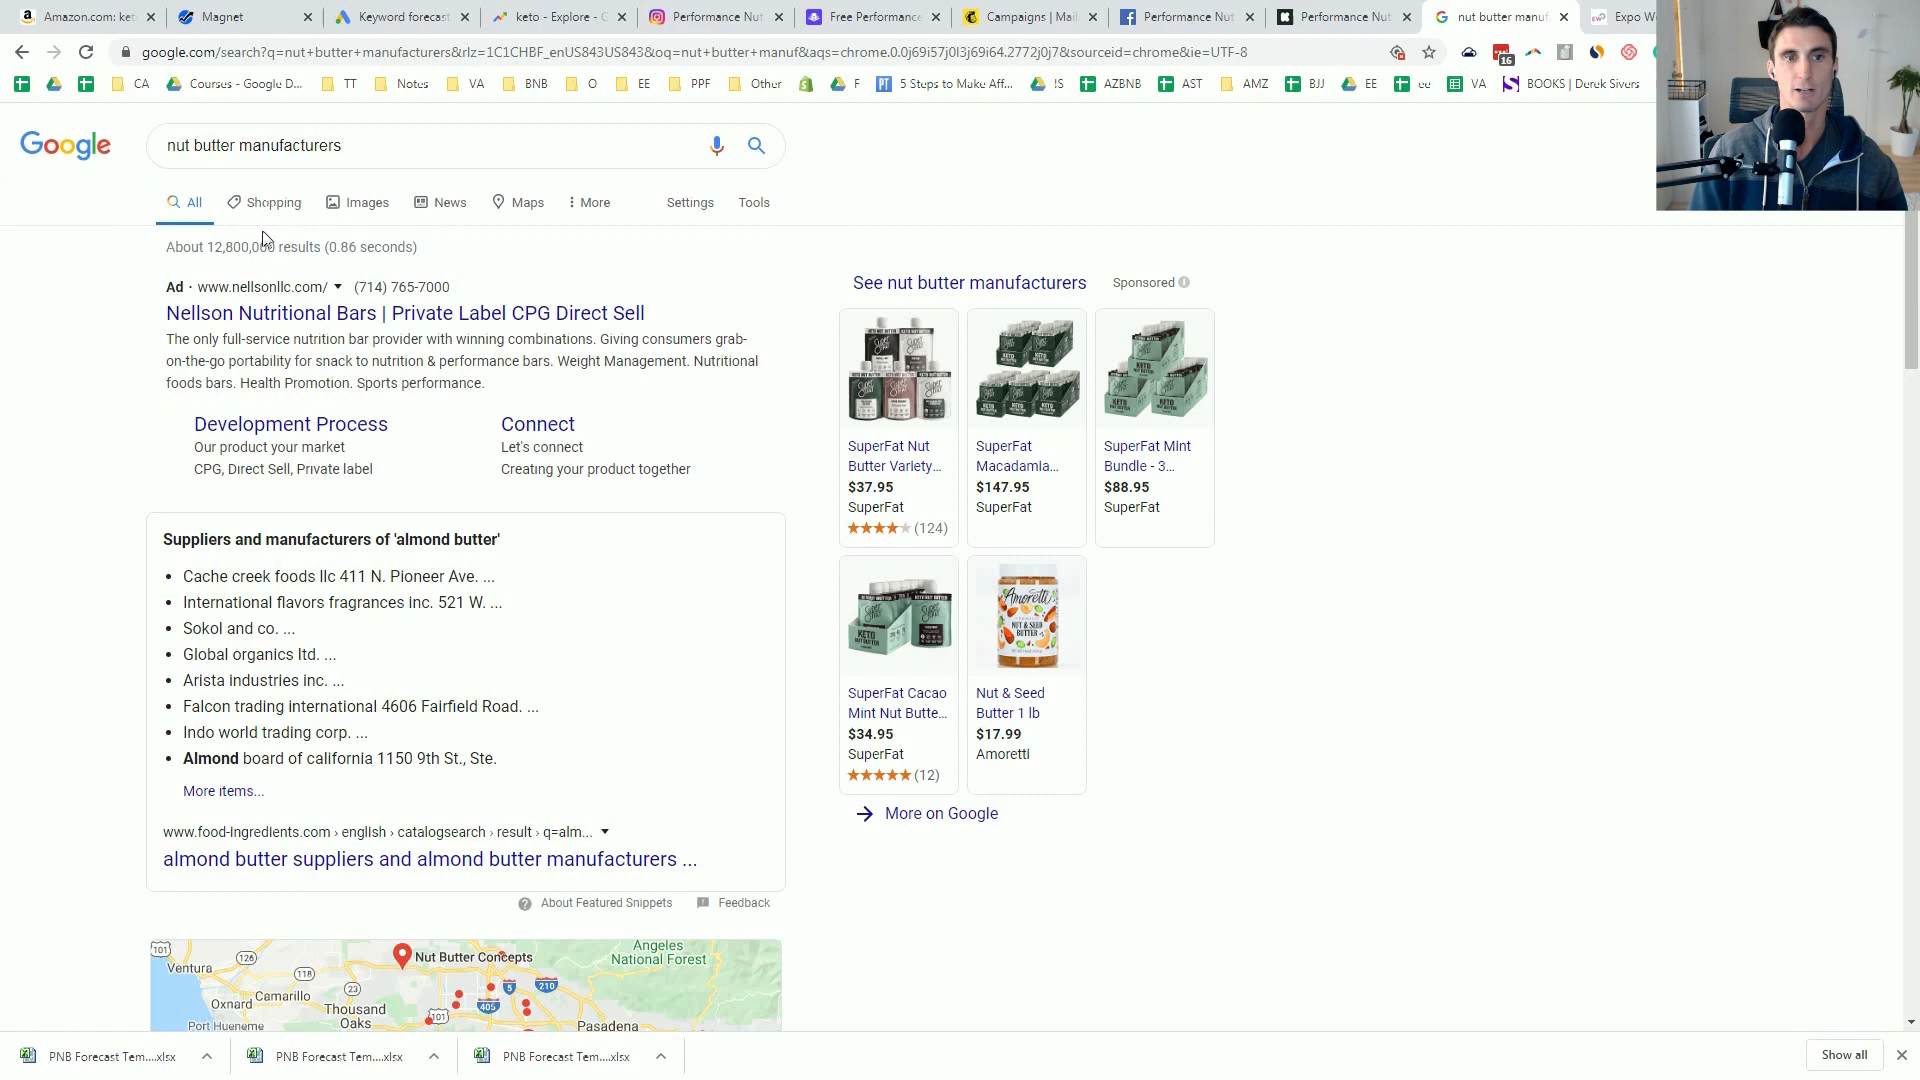 Amazon.com: ket
Magnet
Keyword forecast
keto - Explore - G
Performance Nut
Free Performance
Campaigns | Mail
Performance Nut
Performance Nut
nut butter manuf
Expo W
google.com/search?q=nut+butter+manufacturers&rlz=1C1CHBF_enUS843US843&oq=nut+butter+manuf&aqs=chrome.0.0j69i57j0l3j69i64.2772j0j7&sourceid=chrome&ie=UTF-8
16
CA
Courses - Google D...
TT
Notes
VA
BNB
O
EE
PPF
Other
F
PT
5 Steps to Make Aff...
!S
AZBNB
AST
AMZ
BJJ
EE
ee
VA
BOOKS | Derek Sivers
Google
nut butter manufacturers
All
Shopping
Images
News
Maps
More
Settings
Tools
About 12,800,000 results (0.86 seconds)
Ad · www.nellsonllc.com/ (714) 765-7000
Nellson Nutritional Bars | Private Label CPG Direct Sell
The only full-service nutrition bar provider with winning combinations. Giving consumers grab-
on-the-go portability for snack to nutrition & performance bars. Weight Management. Nutritional
foods bars. Health Promotion. Sports performance.
Development Process
Our product your market
CPG, Direct Sell, Private label
Connect
Let's connect
Creating your product together
Suppliers and manufacturers of 'almond butter'
Cache creek foods llc 411 N. Pioneer Ave. ...
International flavors fragrances inc. 521 W. ...
Sokol and co. ...
Global organics ltd. ...
Arista industries inc. ...
Falcon trading international 4606 Fairfield Road. ...
Indo world trading corp. ...
Almond board of california 1150 9th St., Ste.
More items...
www.food-ingredients.com › english › catalogsearch › result › q=alm...
almond butter suppliers and almond butter manufacturers ...
About Featured Snippets
Feedback
See nut butter manufacturers
Sponsored
SuperFat Nut
Butter Variety...
$37.95
SuperFat
(124)
SuperFat
Macadamia...
$147.95
SuperFat
SuperFat Mint
Bundle - 3...
$88.95
SuperFat
SuperFat Cacao
Mint Nut Butte...
$34.95
SuperFat
(12)
Amoretti
NUT & SEED
BUTTER
Nut & Seed
Butter 1 lb
$17.99
Amoretti
More on Google
101
Ventura
126
118
Camarillo
23
Oxnard
Thousand
Oaks
Port Hueneme
101
Nut Butter Concepts
5
210
405
Angeles
National Forest
Pasadena
PNB Forecast Tem....xlsx
PNB Forecast Tem....xlsx
PNB Forecast Tem....xlsx
Show all